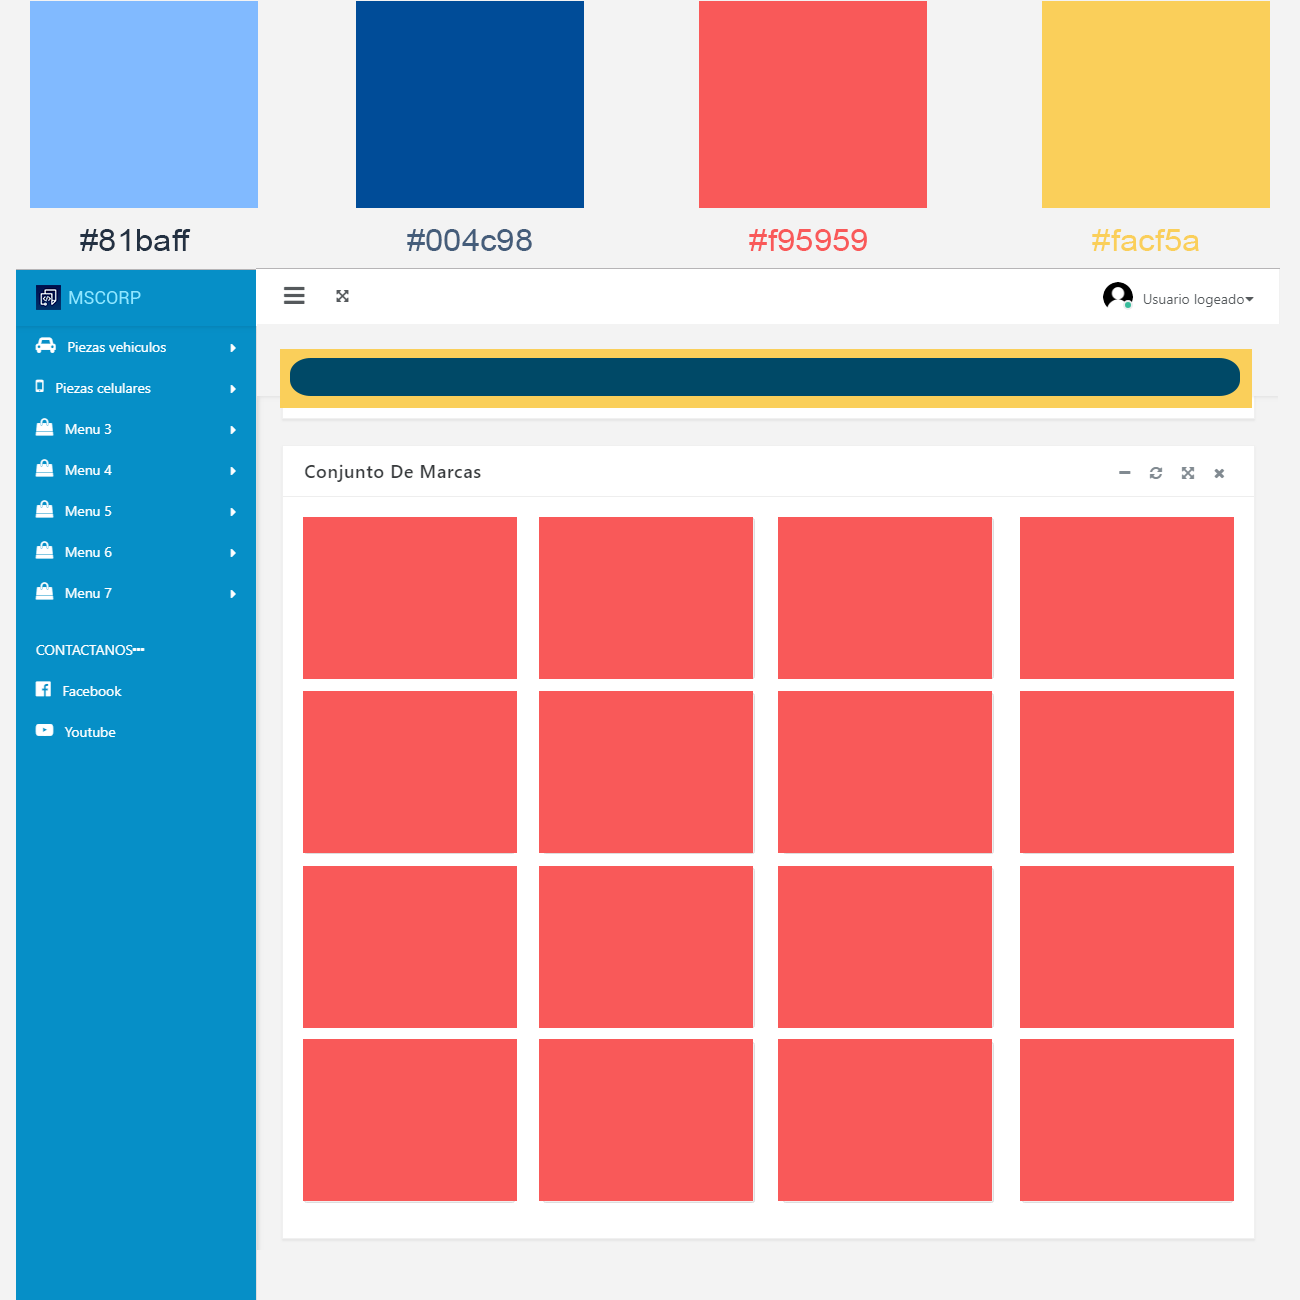 #81baff
#004c98
#f95959
#facf5a
MSCORP
Usuario logeado
Piezas vehiculos
Piezas celulares
Menu 3
Menu 4
Menu 5
Menu 6
Menu 7
CONTACTANOS
Facebook
Youtube
Conjunto De Marcas